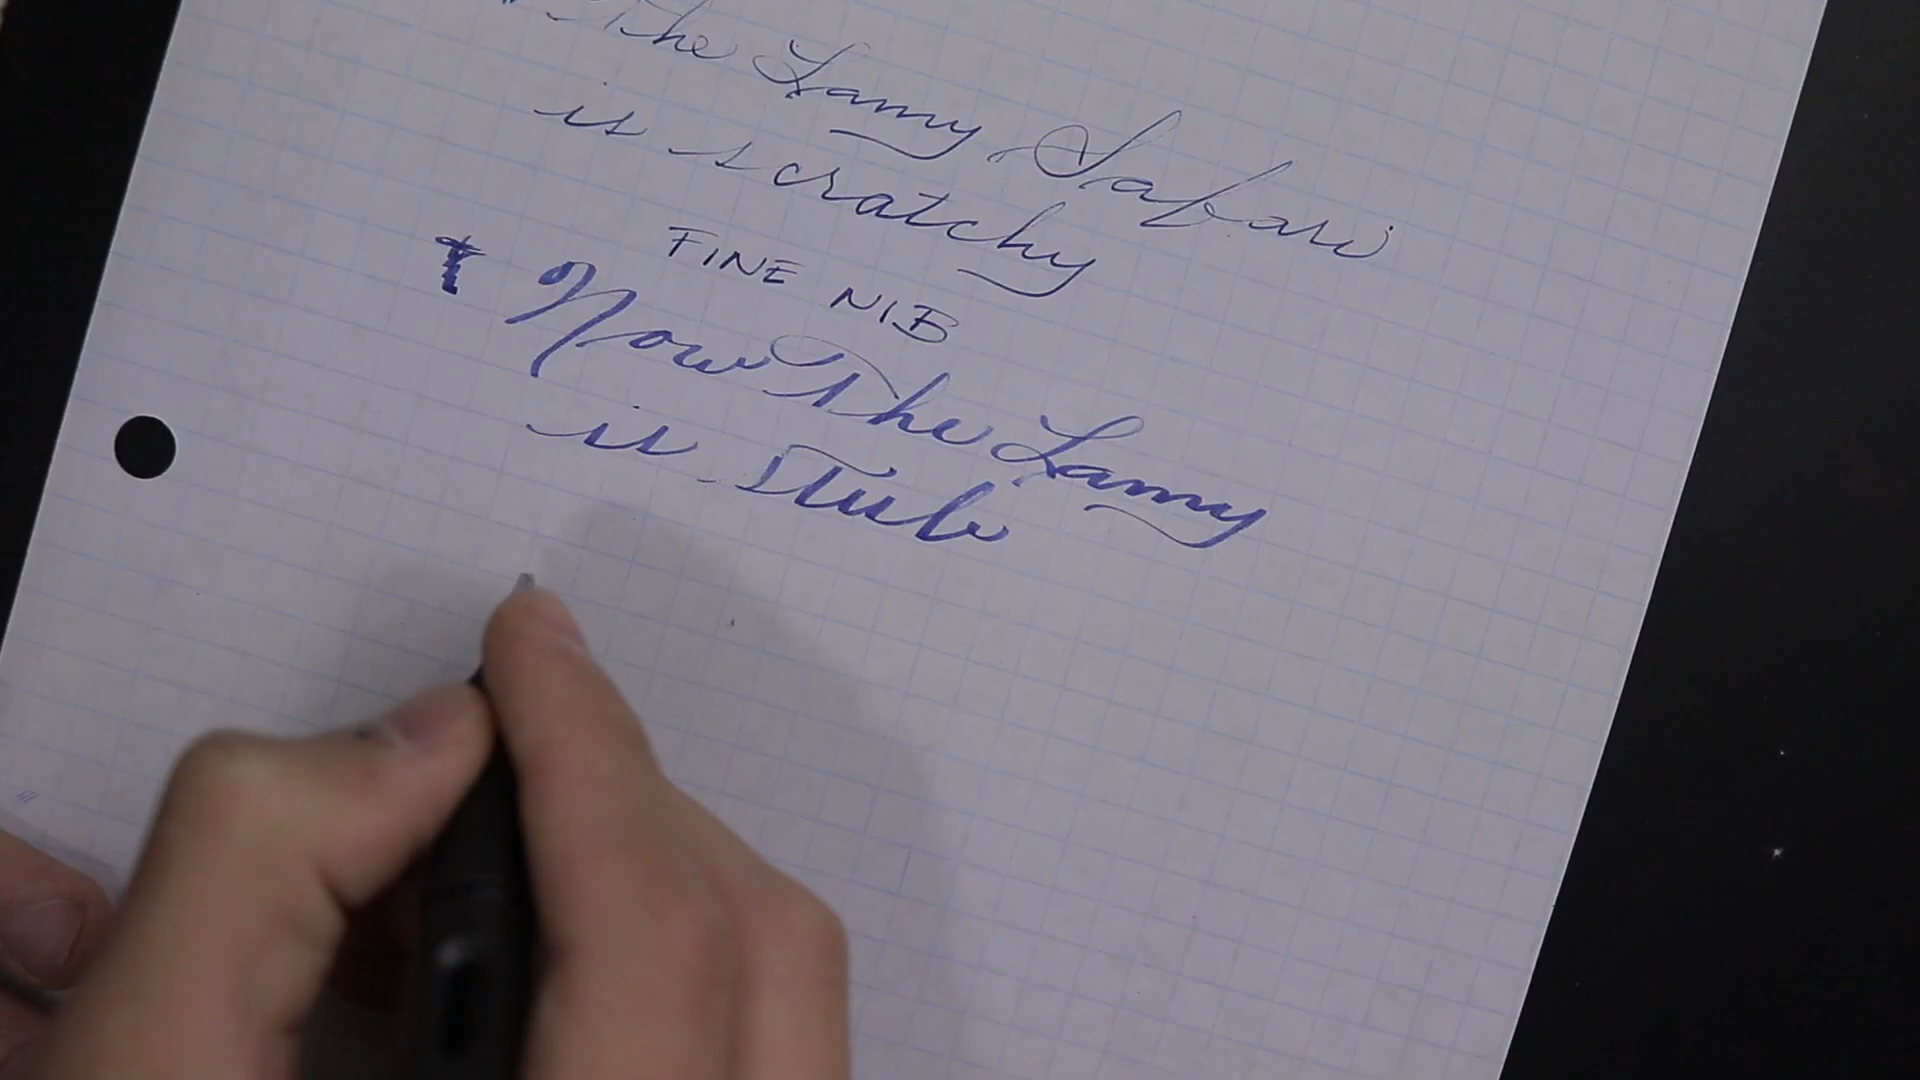 The Lamy Safari
is scratchy
FINE NIB
Now The Lamy
is stub